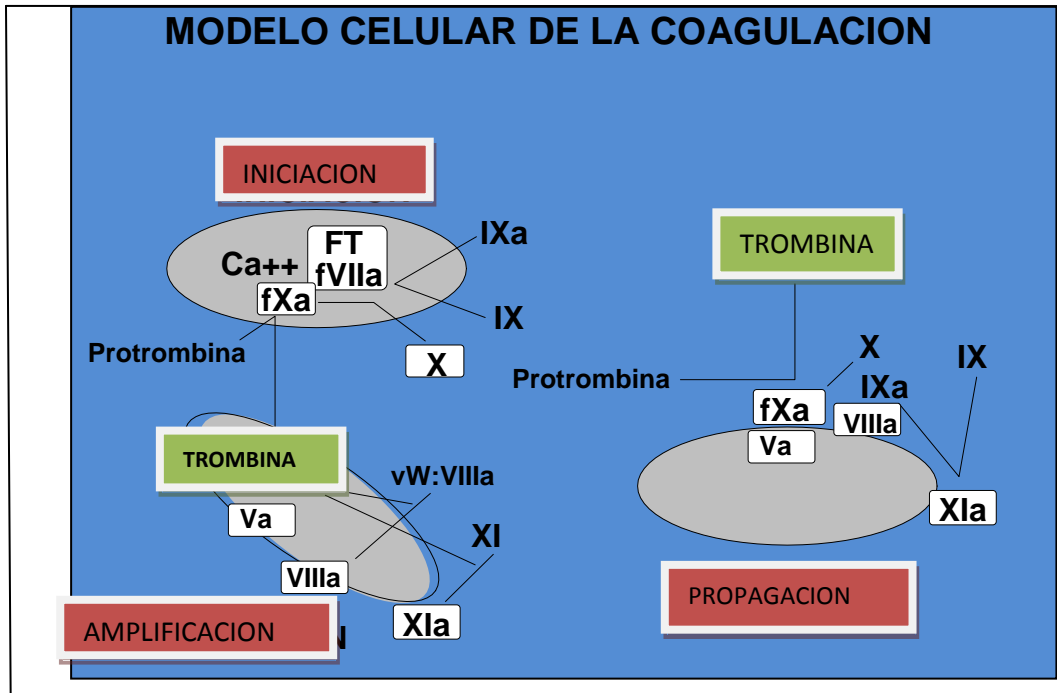 MODELO CELULAR DE LA COAGULACION
INICIACION
FT
Ca++
fVIIa
fXa
IXa
IX
Protrombina
X
TROMBINA
Va
vW:VIIIa
XI
VIIIa
XIa
AMPLIFICACION
TROMBINA
Protrombina
X
IX
IXa
fXa
VIIIa
Va
XIa
PROPAGACION